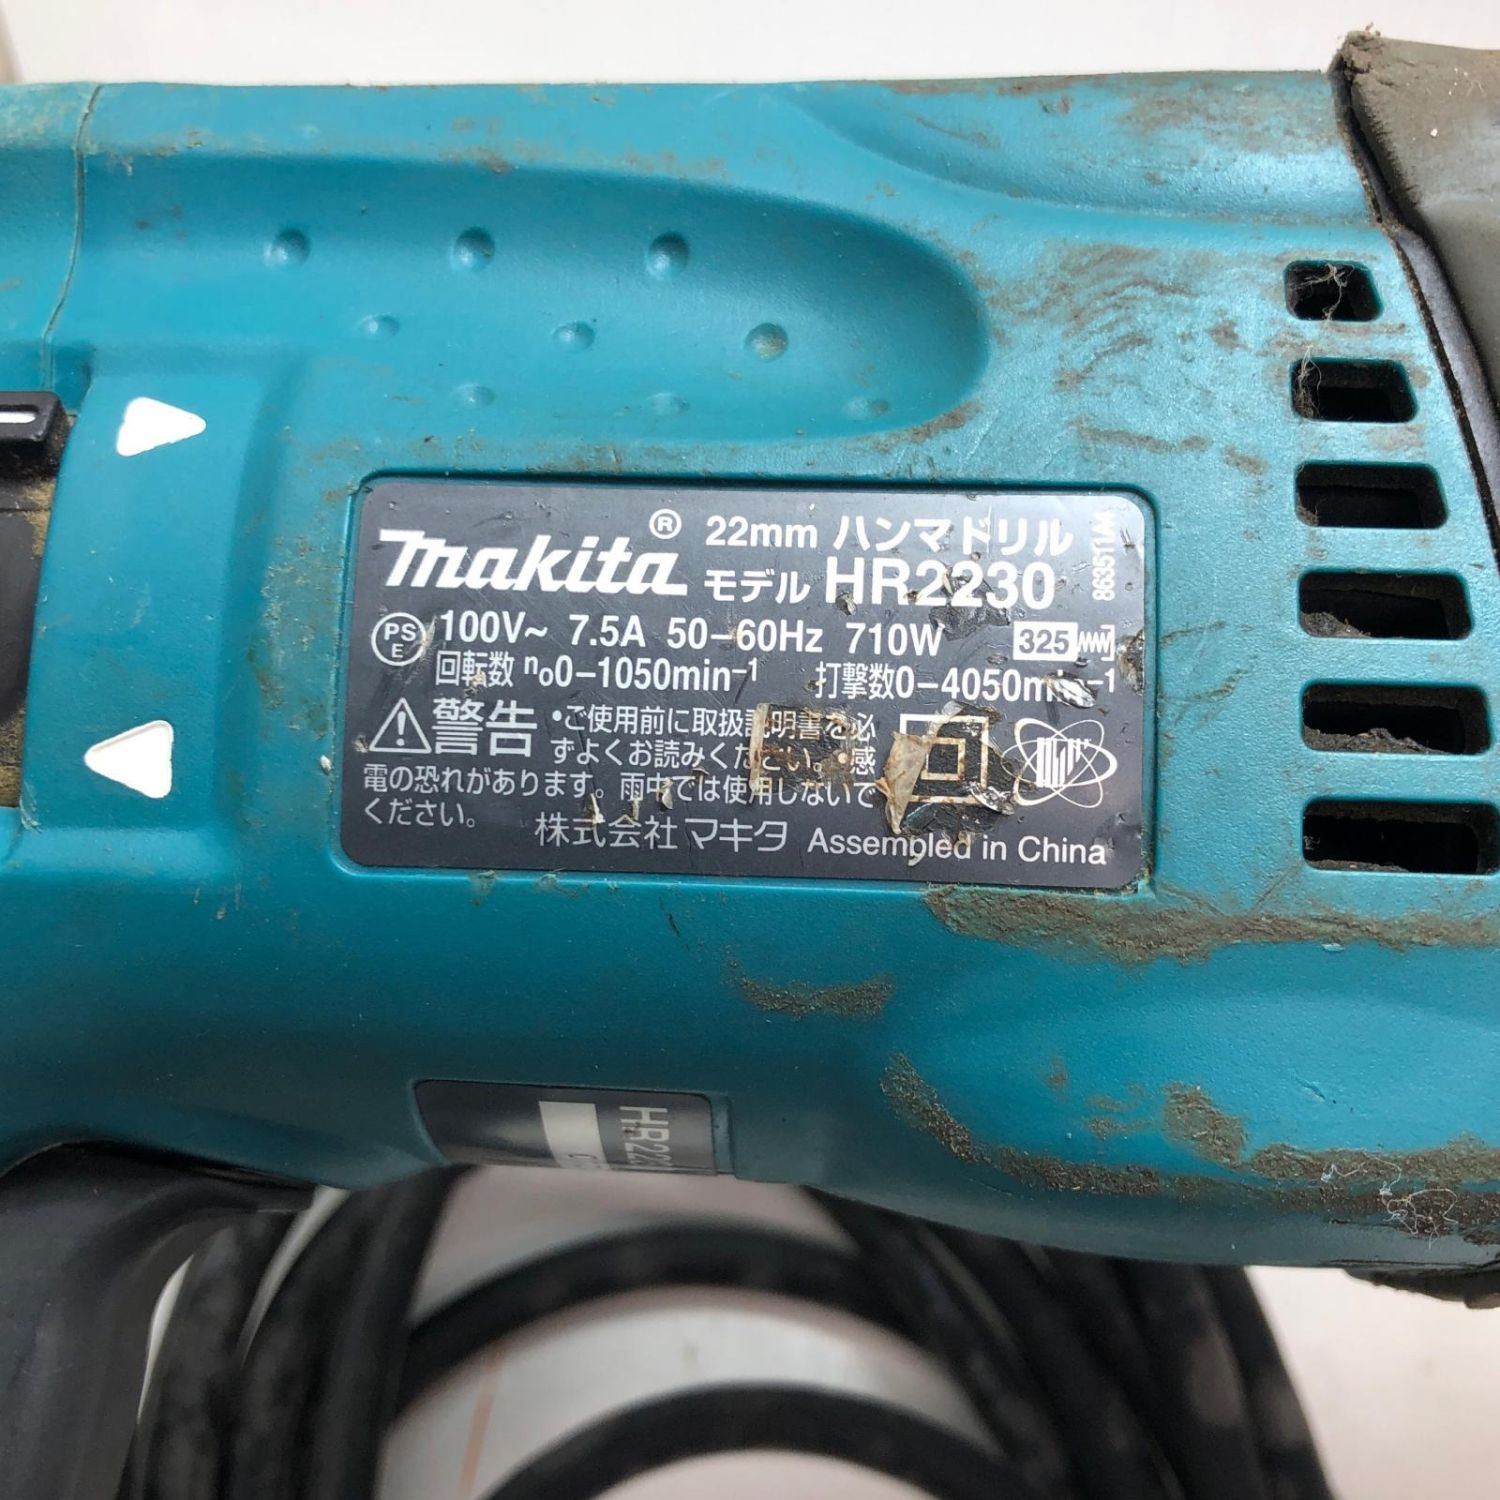 makita® 22mm ハンマドリル
モデル HR2230
863511A
PSE 100V~ 7.5A 50-60Hz 710W 325
回転数 n₀0-1050min⁻¹ 打撃数0-4050min⁻¹
警告 •ご使用前に取扱説明書を必
ずよくお読みください。•感
電の恐れがあります。雨中では使用しないで
ください。
株式会社マキタ Assembled in China